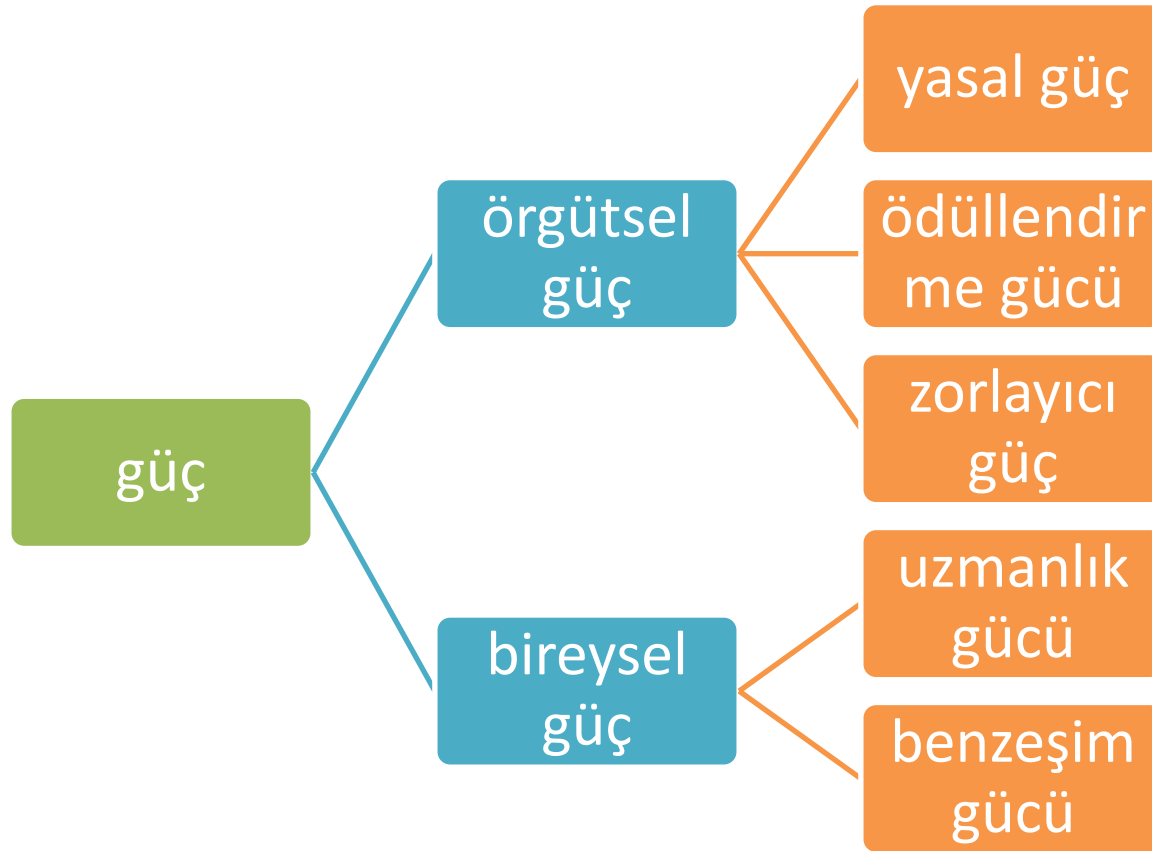 güç
örgütsel
güç
yasal güç
ödüllendir
me gücü
zorlayıcı
güç
bireysel
güç
uzmanlık
gücü
benzeşim
gücü